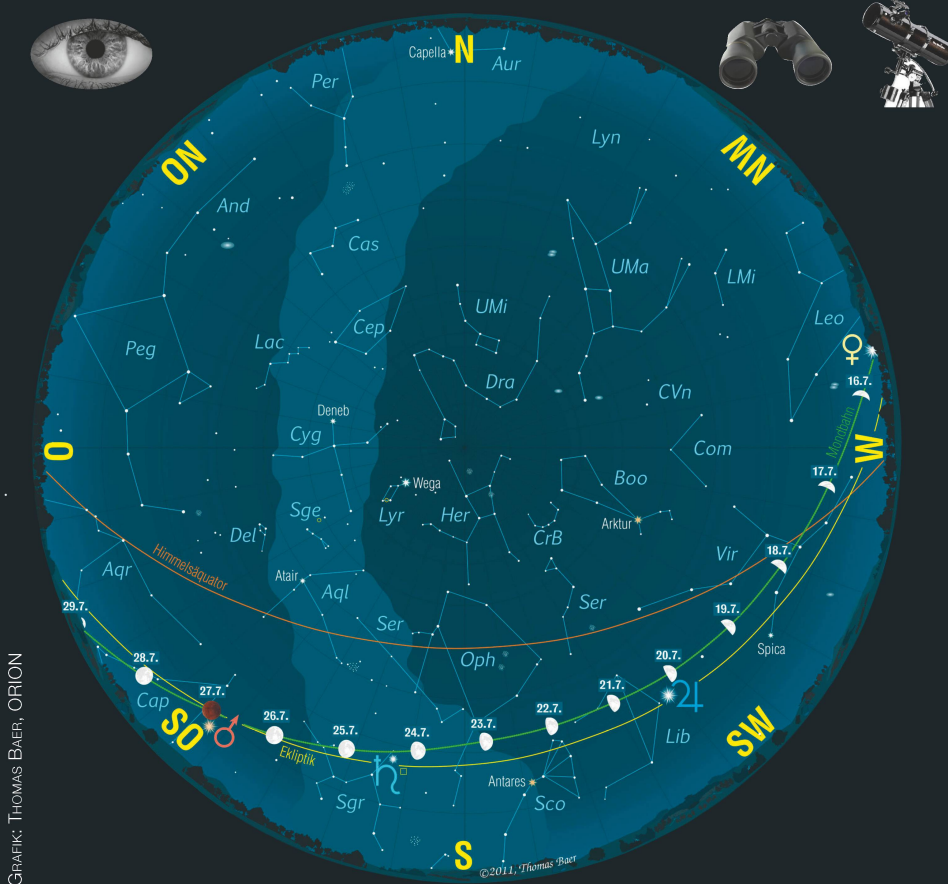 N
Capella
Aur
Per
Lyn
NO
NW
And
Cas
UMa
LMi
UMi
Cep
Leo
♀
Lac
Peg
Dra
16.7.
CVn
Deneb
Mondbahn
Cyg
Com
O
W
Wega
17.7.
Boo
Lyr
Her
Sge
Arktur
Del
CrB
Himmelsäquator
Vir
18.7.
Aqr
Atair
Aql
Ser
29.7.
19.7.
Ser
Spica
28.7.
Oph
20.7.
27.7.
21.7.
♃
Cap
26.7.
22.7.
SO
♂
25.7.
24.7.
23.7.
Lib
SW
Ekliptik
♄
Antares
Sgr
Sco
S
©2011, Thomas Baer
GRAFIK: THOMAS BAER, ORION